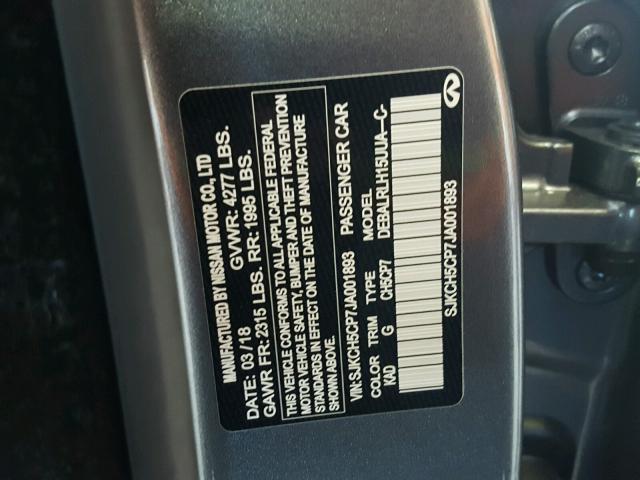 MANUFACTURED BY NISSAN MOTOR CO., LTD
DATE: 03 / 18 GVWR: 4277 LBS.
GAWR FR: 2315 LBS. RR: 1995 LBS.
THIS VEHICLE CONFORMS TO ALL APPLICABLE FEDERAL
MOTOR VEHICLE SAFETY, BUMPER AND THEFT PREVENTION
STANDARDS IN EFFECT ON THE DATE OF MANUFACTURE
SHOWN ABOVE.
VIN: SJKCH5CP7JA001893 PASSENGER CAR
COLOR TRIM TYPE MODEL
KAD G CH5CP7 DEBALRLH15UUA-C-
SJKCH5CP7JA001893